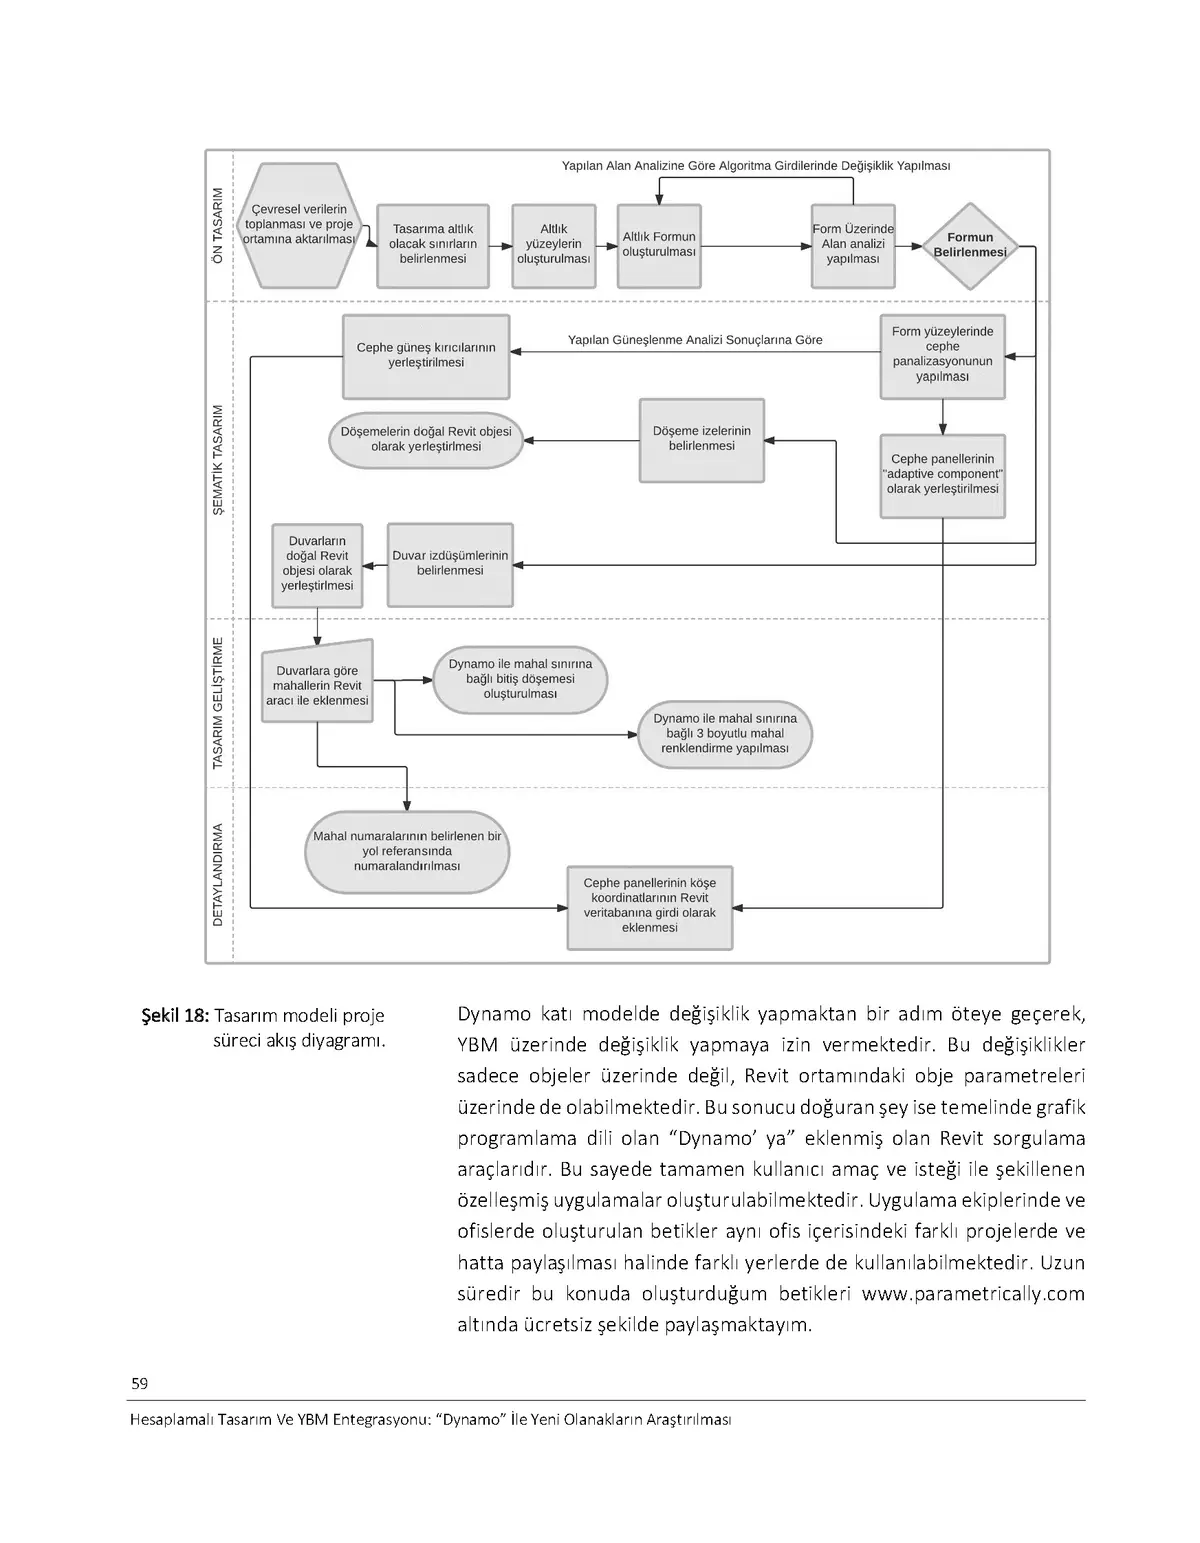 Yapılan Alan Analizine Göre Algoritma Girdilerinde Değişiklik Yapılması
ÖN TASARIM
Çevresel verilerin
toplanması ve proje
ortamına aktarılması
Tasarıma altlık
olacak sınırların
belirlenmesi
Altlık
yüzeylerin
oluşturulması
Altlık Formun
oluşturulması
Form Üzerinde
Alan analizi
yapılması
Formun
Belirlenmesi
ŞEMATİK TASARIM
Cephe güneş kırıcılarının
yerleştirilmesi
Yapılan Güneşlenme Analizi Sonuçlarına Göre
Form yüzeylerinde
cephe
panalizasyonunun
yapılması
Döşemelerin doğal Revit objesi
olarak yerleştirlmesi
Döşeme izelerinin
belirlenmesi
Cephe panellerinin
"adaptive component"
olarak yerleştirilmesi
Duvarların
doğal Revit
objesi olarak
yerleştirmesi
Duvar izdüşümlerinin
belirlenmesi
TASARIM GELİŞTİRME
Duvarlara göre
mahallerin Revit
aracı ile eklenmesi
Dynamo ile mahal sınırına
bağlı bitiş döşemesi
oluşturulması
Dynamo ile mahal sınırına
bağlı 3 boyutlu mahal
renklendirme yapılması
DETAYLANDIRMA
Mahal numaralarının belirlenen bir
yol referansında
numaralandırılması
Cephe panellerinin köşe
koordinatlarının Revit
veritabanına girdi olarak
eklenmesi
Şekil 18: Tasarım modeli proje
süreci akış diyagramı.
Dynamo katı modelde değişiklik yapmaktan bir adım öteye geçerek,
YBM üzerinde değişiklik yapmaya izin vermektedir. Bu değişiklikler
sadece objeler üzerinde değil, Revit ortamındaki obje parametreleri
üzerinde de olabilmektedir. Bu sonucu doğuran şey ise temelinde grafik
programlama dili olan “Dynamo’ ya” eklenmiş olan Revit sorgulama
araçlarıdır. Bu sayede tamamen kullanıcı amaç ve isteği ile şekillenen
özelleşmiş uygulamalar oluşturulabilmektedir. Uygulama ekiplerinde ve
ofislerde oluşturulan betikler aynı ofis içerisindeki farklı projelerde ve
hatta paylaşılması halinde farklı yerlerde de kullanılabilmektedir. Uzun
süredir bu konuda oluşturduğum betikleri www.parametrically.com
altında ücretsiz şekilde paylaşmaktayım.
59
Hesaplamalı Tasarım Ve YBM Entegrasyonu: “Dynamo” İle Yeni Olanakların Araştırılması